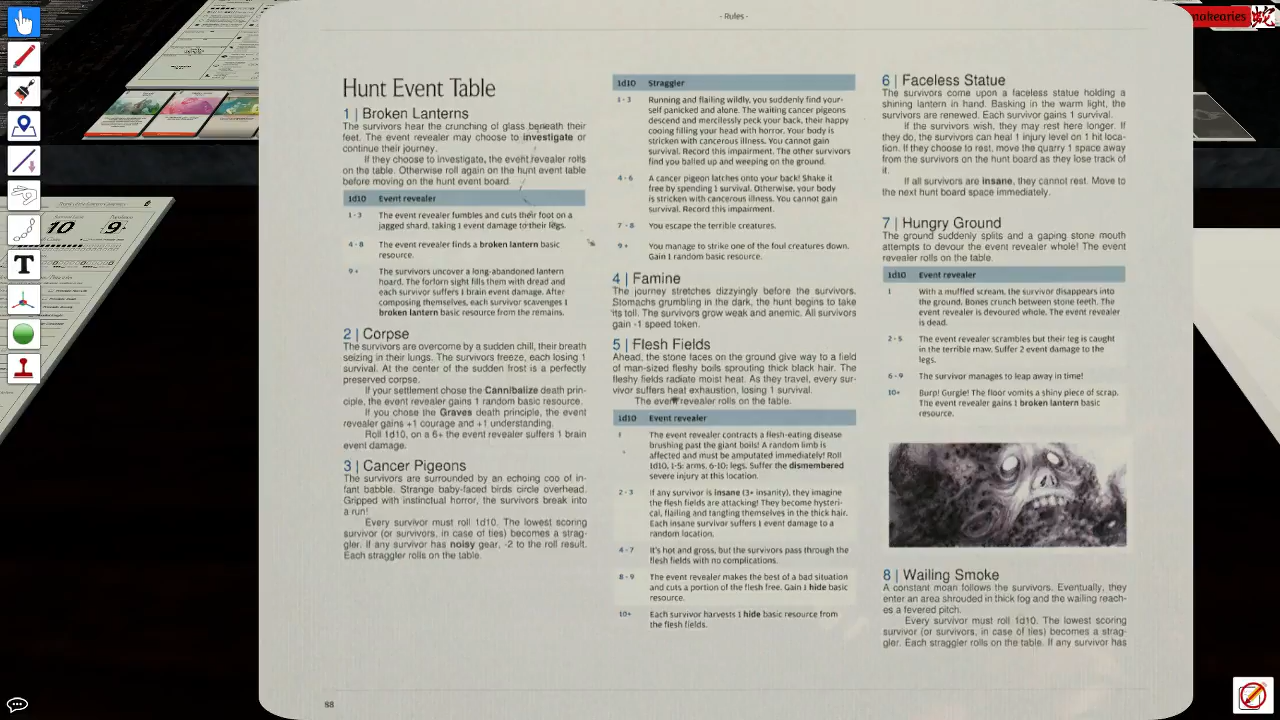 - Rules -
Hunt Event Table
1 | Broken Lanterns
The survivors hear the crunching of glass beneath their
feet. The event revealer may choose to investigate or
continue their journey.
If they choose to investigate, the event revealer rolls
on the table. Otherwise roll again on the hunt event table
before moving on the hunt event board.
1d10 Event revealer
1 - 3 The event revealer fumbles and cuts their foot on a
jagged shard, taking 1 event damage to their legs.
4 - 8 The event revealer finds a broken lantern basic
resource.
9 + The survivors uncover a long-abandoned lantern
hoard. The forlorn sight fills them with dread and
each survivor suffers 1 brain event damage. After
composing themselves, each survivor scavenges 1
broken lantern basic resource from the remains.
2 | Corpse
The survivors are overcome by a sudden chill, their breath
seizing in their lungs. The survivors freeze, each losing 1
survival. At the center of the sudden frost is a perfectly
preserved corpse.
If your settlement chose the Cannibalize death prin-
ciple, the event revealer gains 1 random basic resource.
If you chose the Graves death principle, the event
revealer gains +1 courage and +1 understanding.
Roll 1d10, on a 6+ the event revealer suffers 1 brain
event damage.
3 | Cancer Pigeons
The survivors are surrounded by an echoing coo of in-
fant babble. Strange baby-faced birds circle overhead.
Gripped with instinctual horror, the survivors break into
a run!
Every survivor must roll 1d10. The lowest scoring
survivor (or survivors, in case of ties) becomes a strag-
gler. If any survivor has noisy gear, -2 to the roll result.
Each straggler rolls on the table.
1d10 Straggler
1 - 3 Running and flailing wildly, you suddenly find your-
self panicked and alone. The waiting cancer pigeons
descend and mercilessly peck your back, their happy
cooing filling your head with horror. Your body is
stricken with cancerous illness. You cannot gain
survival. Record this impairment. The other survivors
find you balled up and weeping on the ground.
4 - 6 A cancer pigeon latches onto your back! Shake it
free by spending 1 survival. Otherwise, your body
is stricken with cancerous illness. You cannot gain
survival. Record this impairment.
7 - 8 You escape the terrible creatures.
9 + You manage to strike one of the foul creatures down.
Gain 1 random basic resource.
4 | Famine
The journey stretches dizzyingly before the survivors.
Stomachs grumbling in the dark, the hunt begins to take
its toll. The survivors grow weak and anemic. All survivors
gain -1 speed token.
5 | Flesh Fields
Ahead, the stone faces on the ground give way to a field
of man-sized fleshy boils sprouting thick black hair. The
fleshy fields radiate moist heat. As they travel, every sur-
vivor suffers heat exhaustion, losing 1 survival.
The event revealer rolls on the table.
1d10 Event revealer
1 The event revealer contracts a flesh-eating disease
brushing past the giant boils! A random limb is
affected and must be amputated immediately! Roll
1d10, 1-5: arms, 6-10: legs. Suffer the dismembered
severe injury at this location.
2 - 3 If any survivor is insane (3+ insanity), they imagine
the flesh fields are attacking! They become hysteri-
cal, flailing and tangling themselves in the thick hair.
Each insane survivor suffers 1 event damage to a
random location.
4 - 7 It's hot and gross, but the survivors pass through the
flesh fields with no complications.
8 - 9 The event revealer makes the best of a bad situation
and cuts a portion of the flesh free. Gain 1 hide basic
resource.
10+ Each survivor harvests 1 hide basic resource from
the flesh fields.
6 | Faceless Statue
The survivors come upon a faceless statue holding a
shining lantern in hand. Basking in the warm light, the
survivors are renewed. Each survivor gains 1 survival.
If the survivors wish, they may rest here longer. If
they do, the survivors can heal 1 injury level on 1 hit loca-
tion. If they choose to rest, move the quarry 1 space away
from the survivors on the hunt board as they lose track of
it.
If all survivors are insane, they cannot rest. Move to
the next hunt board space immediately.
7 | Hungry Ground
The ground suddenly splits and a gaping stone mouth
attempts to devour the event revealer whole! The event
revealer rolls on the table.
1d10 Event revealer
1 With a muffled scream, the survivor disappears into
the ground. Bones crunch between stone teeth. The
event revealer is devoured whole. The event revealer
is dead.
2 - 5 The event revealer scrambles but their leg is caught
in the terrible maw. Suffer 2 event damage to the
legs.
6 - 9 The survivor manages to leap away in time!
10+ Burp! Gurgle! The floor vomits a shiny piece of scrap.
The event revealer gains 1 broken lantern basic
resource.
8 | Wailing Smoke
A constant moan follows the survivors. Eventually, they
enter an area shrouded in thick fog and the wailing reach-
es a fevered pitch.
Every survivor must roll 1d10. The lowest scoring
survivor (or survivors, in case of ties) becomes a strag-
gler. Each straggler rolls on the table. If any survivor has
88
T
10
9